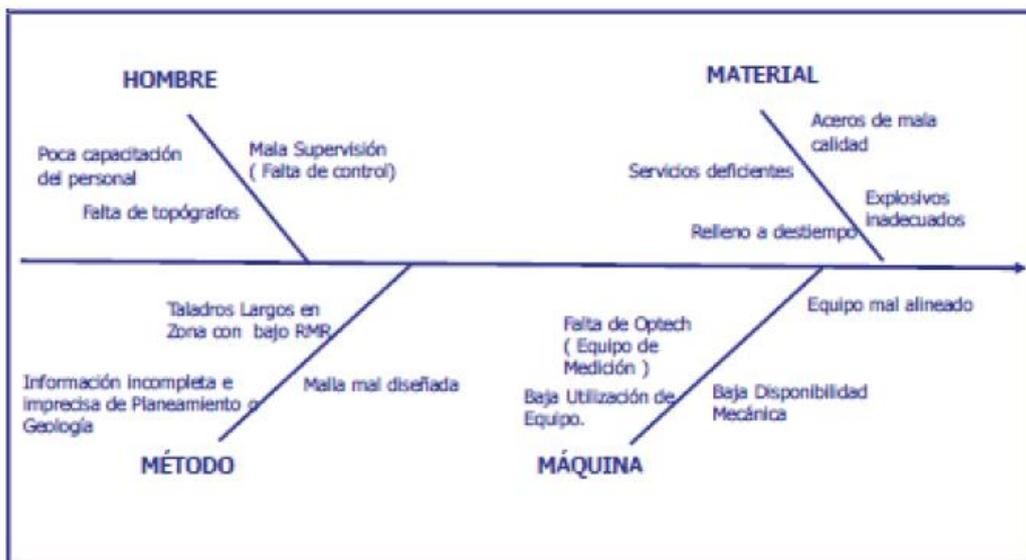 HOMBRE
Poca capacitación
del personal
Mala Supervisión
( Falta de control)
Falta de topógrafos
MATERIAL
Aceros de mala
calidad
Servicios deficientes
Explosivos
inadecuados
Relleno a destiempo
Taladros Largos en
Zona con bajo RMR
Información incompleta e
imprecisa de Planeamiento o
Geología
Malla mal diseñada
MÉTODO
Equipo mal alineado
Falta de Optech
( Equipo de
Medición )
Baja Utilización de
Equipo.
Baja Disponibilidad
Mecánica
MÁQUINA